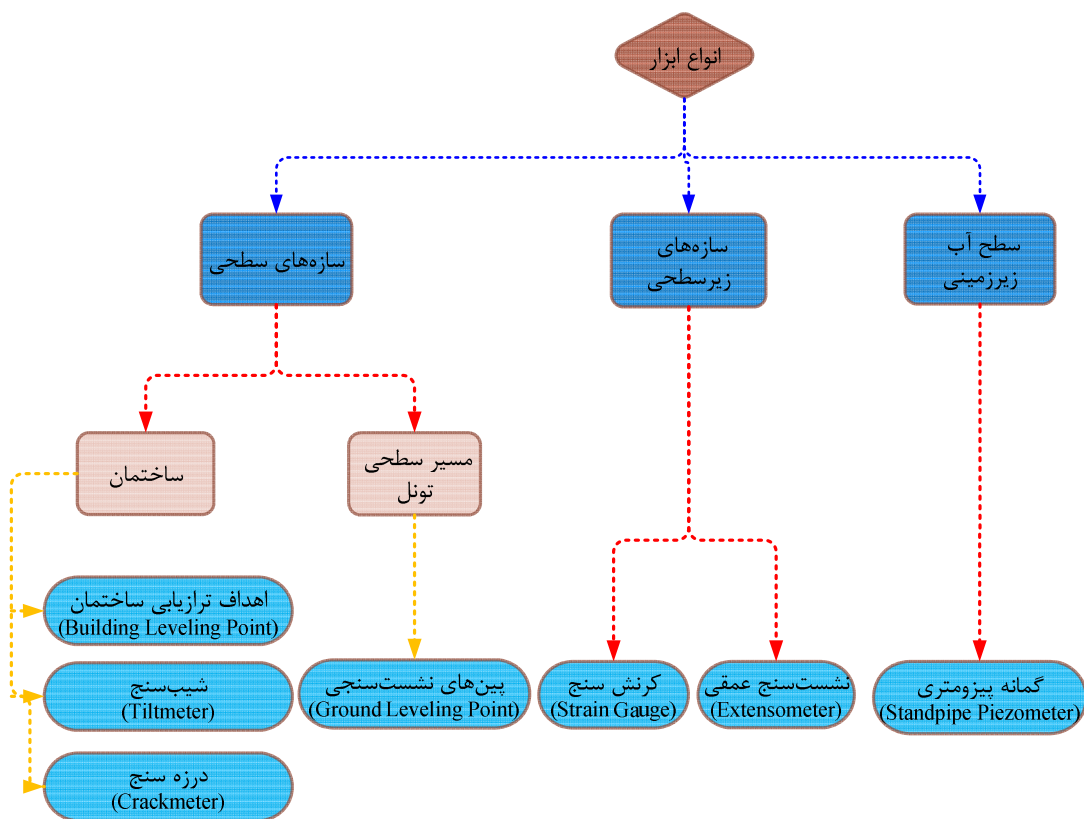 انواع ابزار
سطح آب
زیرزمینی
سازه‌های
زیرسطحی
سازه‌های سطحی
مسیر سطحی
تونل
ساختمان
گمانه پیزومتری
(Standpipe Piezometer)
نشست‌سنج عمقی
(Extensometer)
کرنش سنج
(Strain Gauge)
پین‌های نشست‌سنجی
(Ground Leveling Point)
اهداف ترازیابی ساختمان
(Building Leveling Point)
شیب‌سنج
(Tiltmeter)
درزه سنج
(Crackmeter)